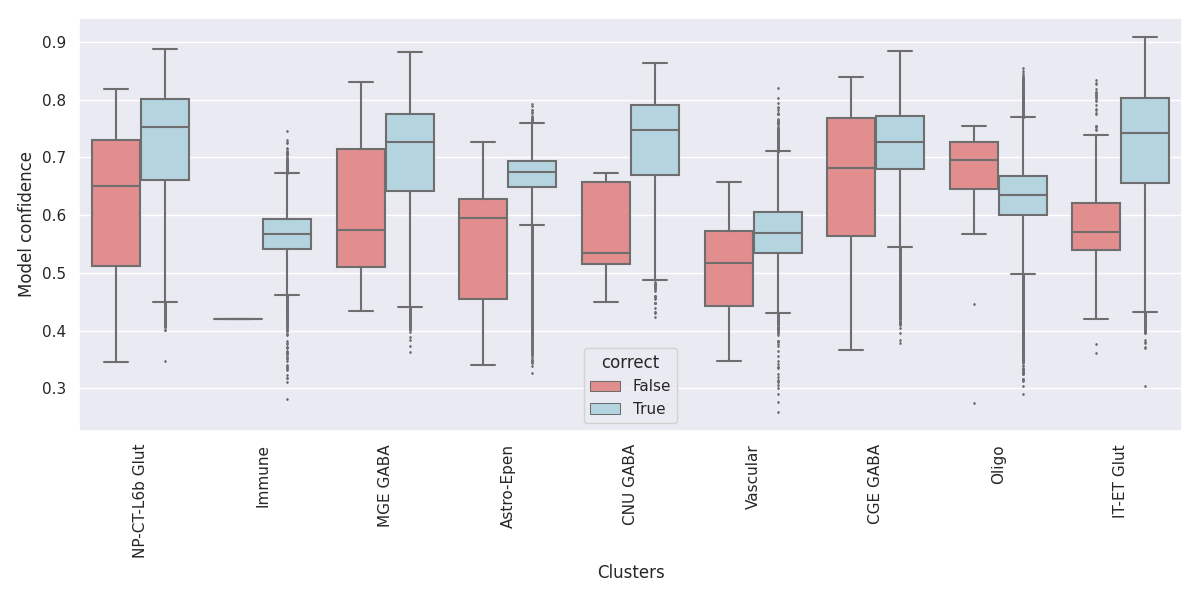 0.9
0.8
0.7
0.6
0.5
0.4
0.3
Model confidence
correct
False
True
NP-CT-L6b Glut
Immune
MGE GABA
Astro-Epen
CNU GABA
Vascular
CGE GABA
Oligo
IT-ET Glut
Clusters